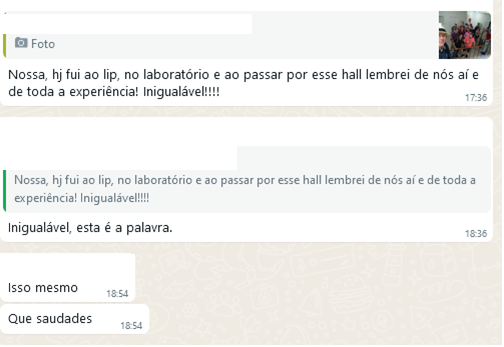 Foto
Nossa, hj fui ao lip, no laboratório e ao passar por esse hall lembrei de nós aí e
de toda a experiência! Inigualável!!!!
17:36
Nossa, hj fui ao lip, no laboratório e ao passar por esse hall lembrei de nós aí e de toda a
experiência! Inigualável!!!!
Inigualável, esta é a palavra.
18:36
Isso mesmo
18:54
Que saudades
18:54